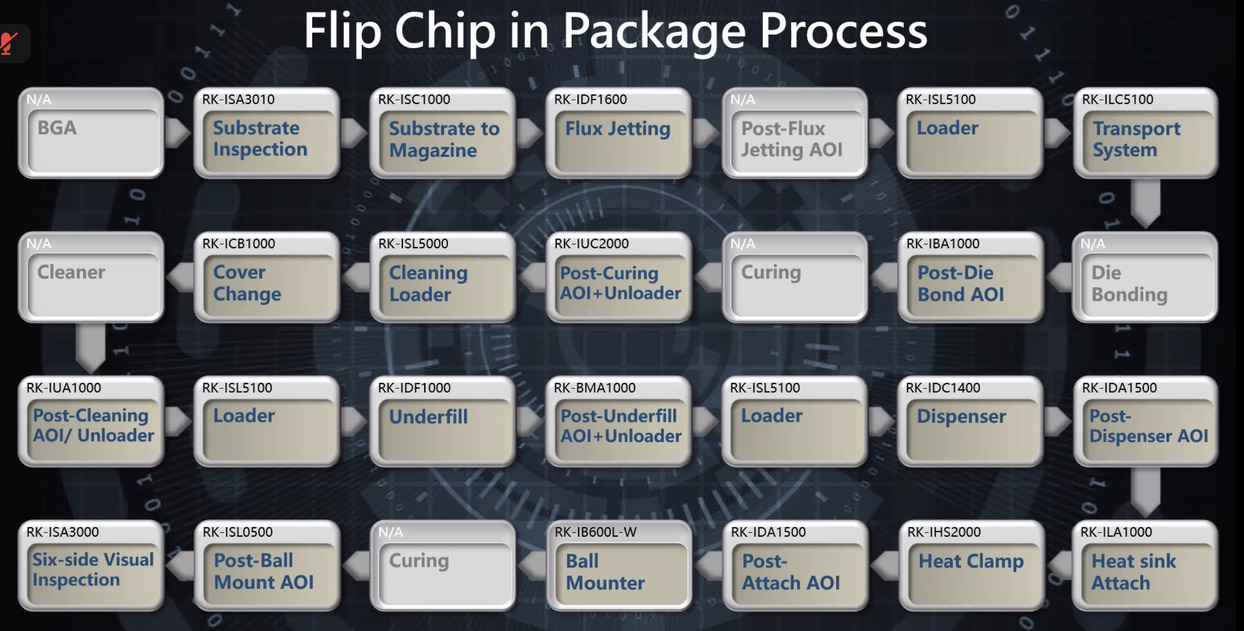 Flip Chip in Package Process
N/A
BGA
RK-ISA3010
Substrate
Inspection
RK-ISC1000
Substrate to
Magazine
RK-IDF1600
Flux Jetting
N/A
Post-Flux
Jetting AOI
RK-ISL5100
Loader
RK-ILC5100
Transport
System
N/A
Die
Bonding
RK-IBA1000
Post-Die
Bond AOI
N/A
Curing
RK-IUC2000
Post-Curing
AOI+Unloader
RK-ISL5000
Cleaning
Loader
RK-ICB1000
Cover
Change
N/A
Cleaner
RK-IUA1000
Post-Cleaning
AOI/ Unloader
RK-ISL5100
Loader
RK-IDF1000
Underfill
RK-BMA1000
Post-Underfill
AOI+Unloader
RK-ISL5100
Loader
RK-IDC1400
Dispenser
RK-IDA1500
Post-
Dispenser AOI
RK-ILA1000
Heat sink
Attach
RK-IHS2000
Heat Clamp
RK-IDA1500
Post-
Attach AOI
RK-IB600L-W
Ball
Mounter
N/A
Curing
RK-ISL0500
Post-Ball
Mount AOI
RK-ISA3000
Six-side Visual
Inspection